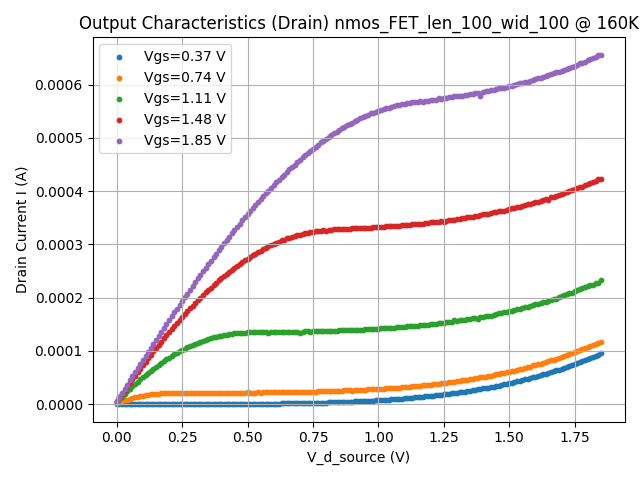 Output Characteristics (Drain) nmos_FET_len_100_wid_100 @ 160K
Vgs=0.37 V
Vgs=0.74 V
Vgs=1.11 V
Vgs=1.48 V
Vgs=1.85 V
Drain Current I (A)
0.0006
0.0005
0.0004
0.0003
0.0002
0.0001
0.0000
0.00 0.25 0.50 0.75 1.00 1.25 1.50 1.75
V_d_source (V)